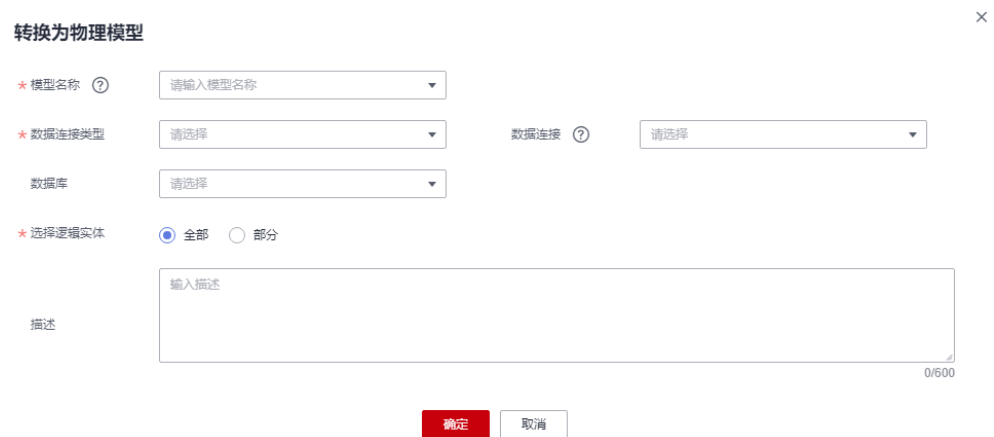 转换为物理模型
* 模型名称 ? 请输入模型名称
* 数据连接类型 请选择 数据连接 ? 请选择
数据库 请选择
* 选择逻辑实体 全部 部分
输入描述
描述
0/600
确定 取消